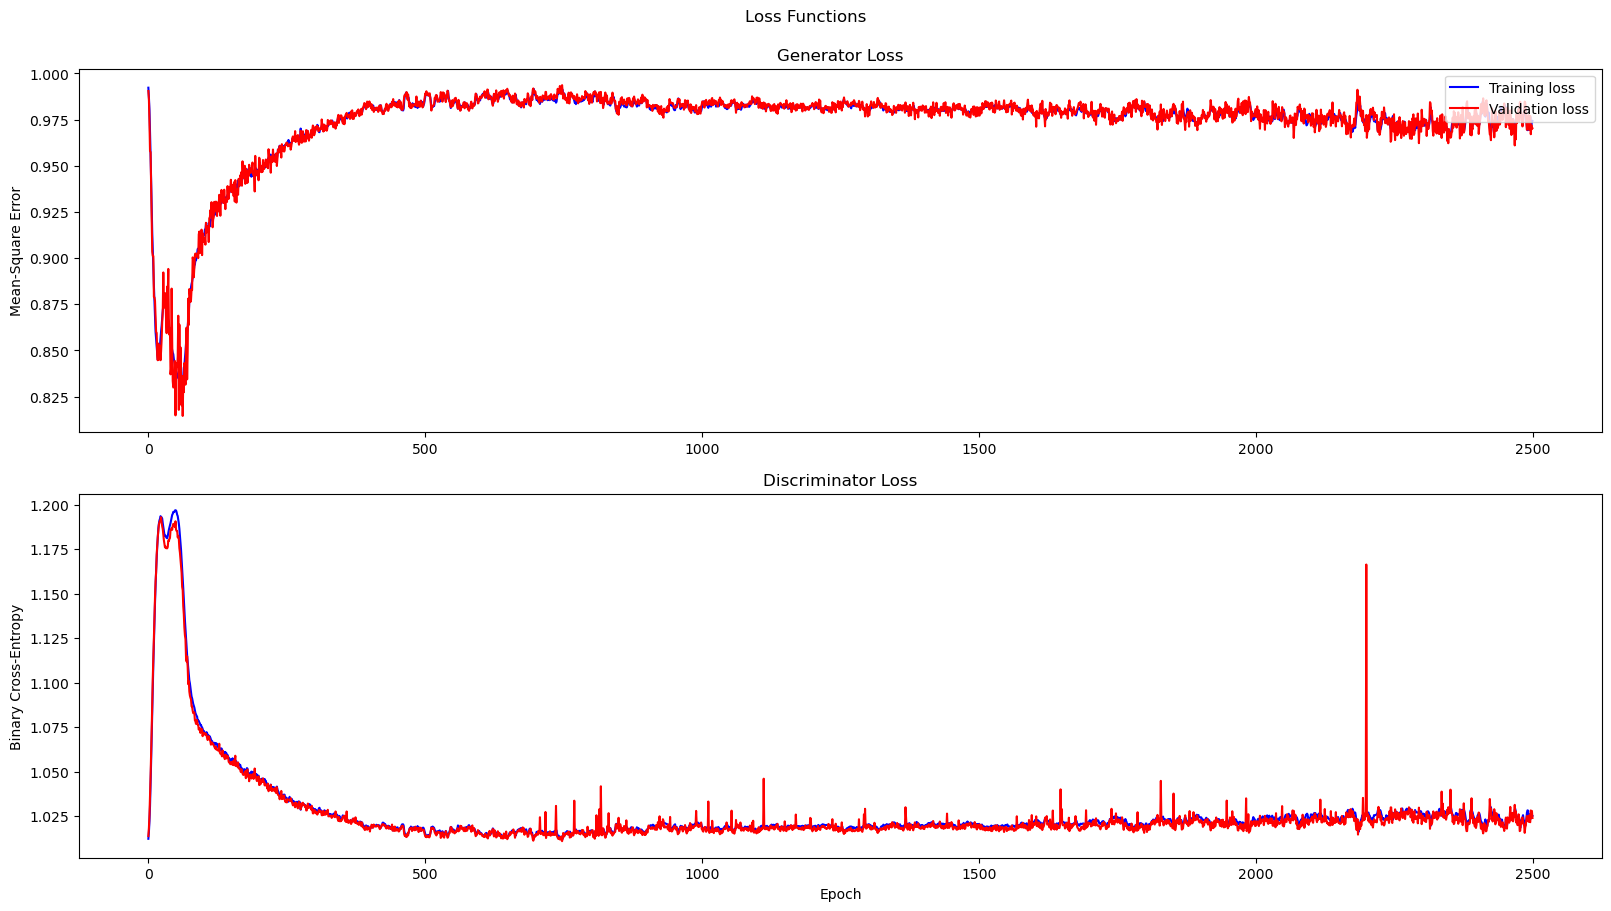 Loss Functions
Generator Loss
1.000
0.975
0.950
0.925
0.900
0.875
0.850
0.825
Mean-Square Error
Training loss
Validation loss
0 500 1000 1500 2000 2500
Discriminator Loss
1.200
1.175
1.150
1.125
1.100
1.075
1.050
1.025
Binary Cross-Entropy
0 500 1000 1500 2000 2500
Epoch